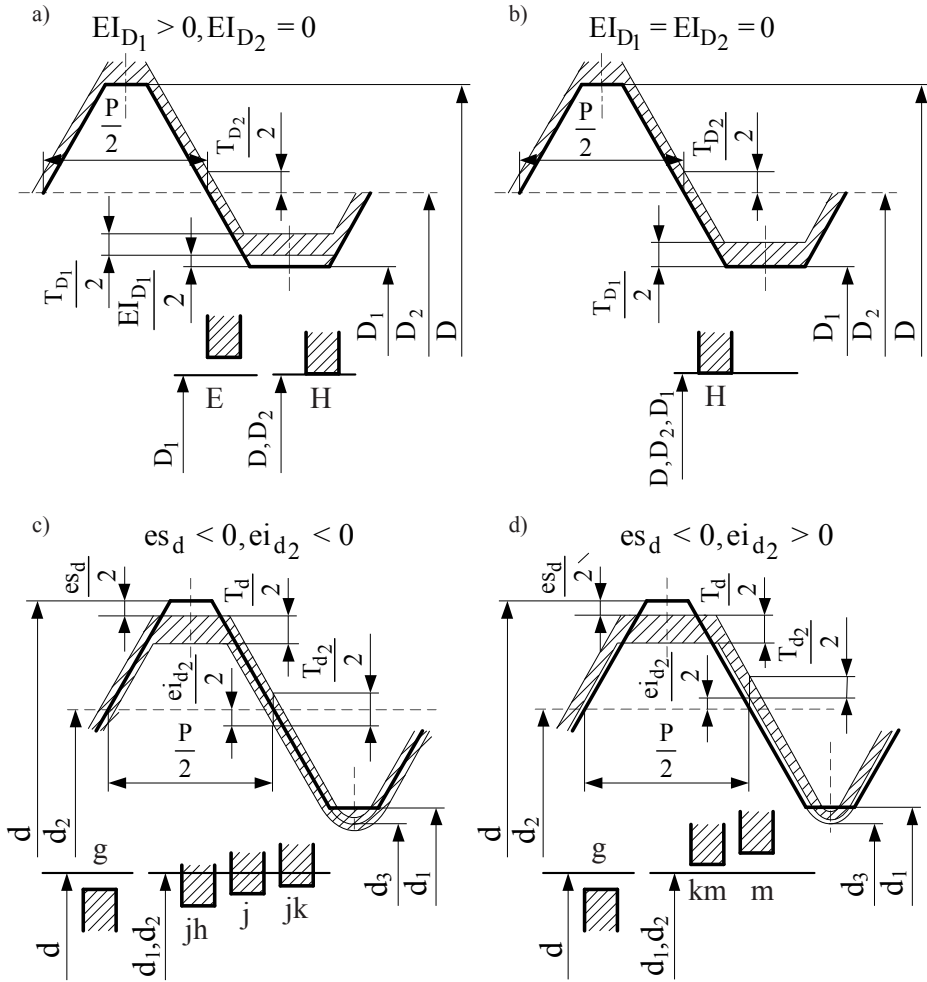 a)
EI_D1 > 0, EI_D2 = 0
P/2
T_D2/2
T_D1/2
EI_D1/2
D1
D2
D
E
H
D1
D, D2
b)
EI_D1 = EI_D2 = 0
P/2
T_D2/2
T_D1/2
D1
D2
D
H
D, D2, D1
c)
es_d < 0, ei_d2 < 0
es_d/2
T_d/2
ei_d2/2
T_d2/2
P/2
d
d2
d3
d1
g
jh
j
jk
d
d1, d2
d)
es_d < 0, ei_d2 > 0
es_d/2
T_d/2
ei_d2/2
T_d2/2
P/2
d
d2
d3
d1
g
km
m
d
d1, d2